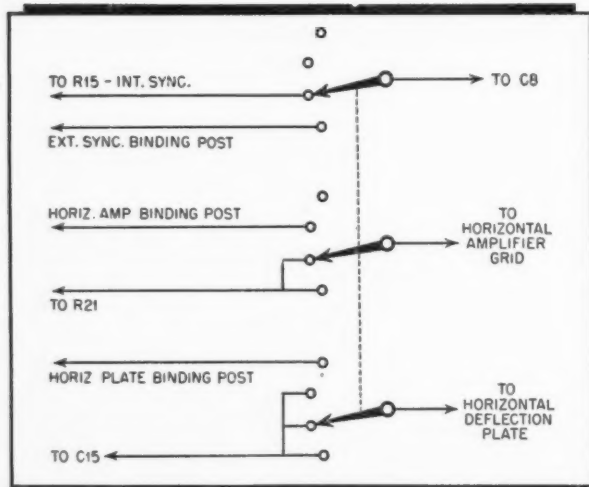 TO R15 - INT. SYNC.
TO C8
EXT. SYNC. BINDING POST
HORIZ. AMP BINDING POST
TO
HORIZONTAL
AMPLIFIER
GRID
TO R21
HORIZ PLATE BINDING POST
TO
HORIZONTAL
DEFLECTION
PLATE
TO C15